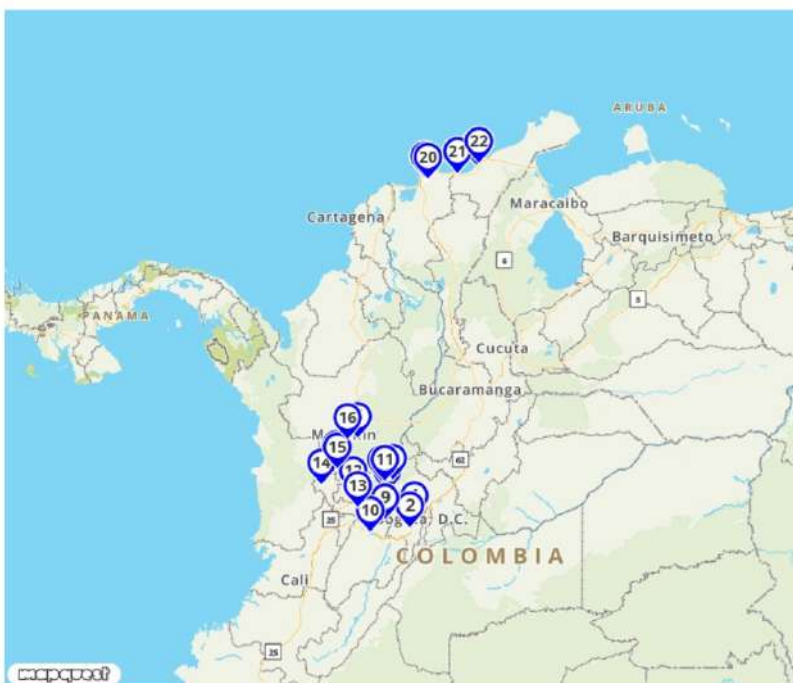 ARUBA
22
21
20
Maracaibo
Cartagena
Barquisimeto
6
PANAMA
5
Cucuta
Bucaramanga
16
15
11
62
14
13
9
2
10
25
D.C.
COLOMBIA
Cali
25
mapquest